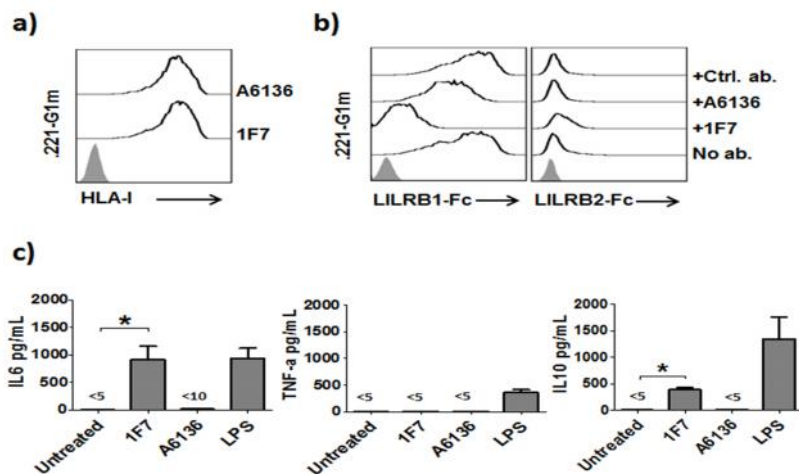 a)
.221-G1m
A6136
1F7
HLA-I
b)
.221-G1m
+Ctrl. ab.
+A6136
+1F7
No ab.
LILRB1-Fc
LILRB2-Fc
c)
IL6 pg/mL
2000
1500
1000
500
0
<5
*
<10
Untreated
1F7
A6136
LPS
TNF-a pg/mL
2000
1500
1000
500
0
<5
<5
<5
Untreated
1F7
A6136
LPS
IL10 pg/mL
2000
1500
1000
500
0
<5
*
<5
Untreated
1F7
A6136
LPS